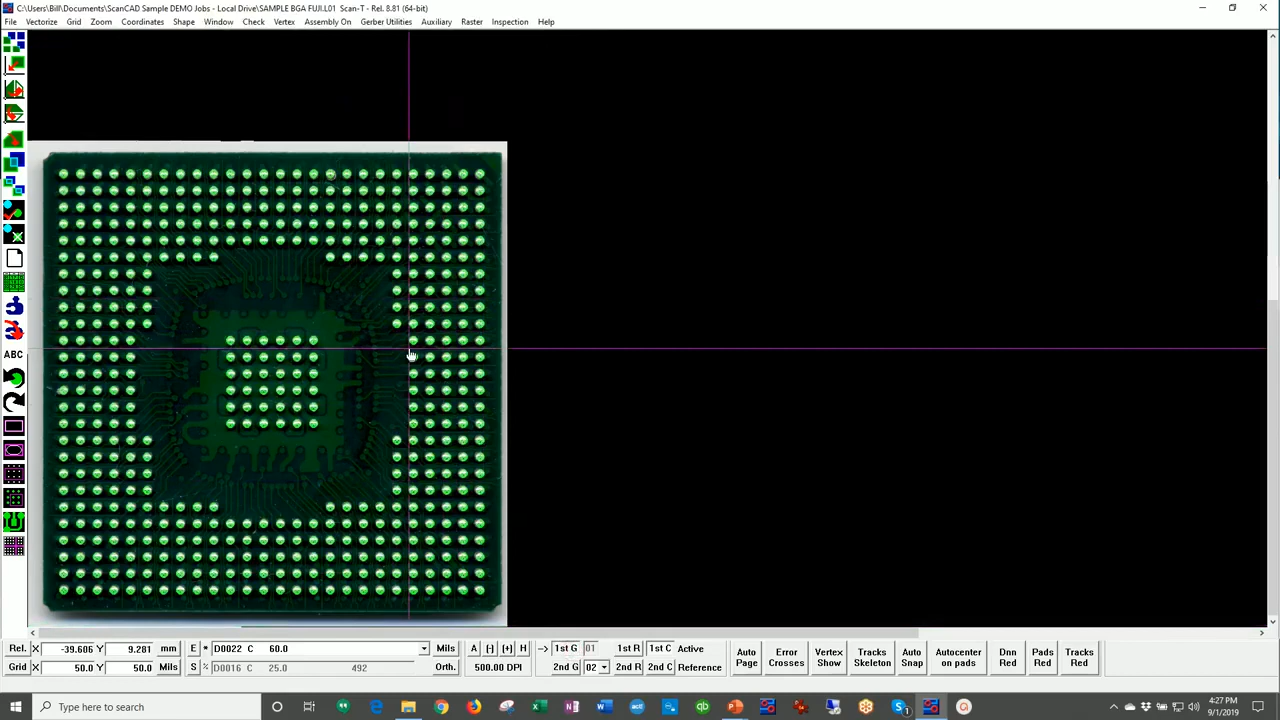 C:\Users\Bill\Documents\ScanCAD Sample DEMO Jobs - Local Drive\SAMPLE BGA FUJI.L01 Scan-T - Rel. 8.81 (64-bit)
File Vectorize Grid Zoom Coordinates Shape Window Check Vertex Assembly On Gerber Utilities Auxiliary Raster Inspection Help
ABC
Rel. X -39.606 Y 9.281 mm E * D0022 C 60.0 Mils A [-] [+] H --> 1st G 01 1st R 1st C Active
Grid X 50.0 Y 50.0 Mils S % D0016 C 25.0 492 Orth. 500.00 DPI 2nd G 02 2nd R 2nd C Reference
Auto Page
Error Crosses
Vertex Show
Tracks Skeleton
Auto Snap
Autocenter on pads
Dnn Red
Pads Red
Tracks Red
Type here to search
4:27 PM
9/1/2019